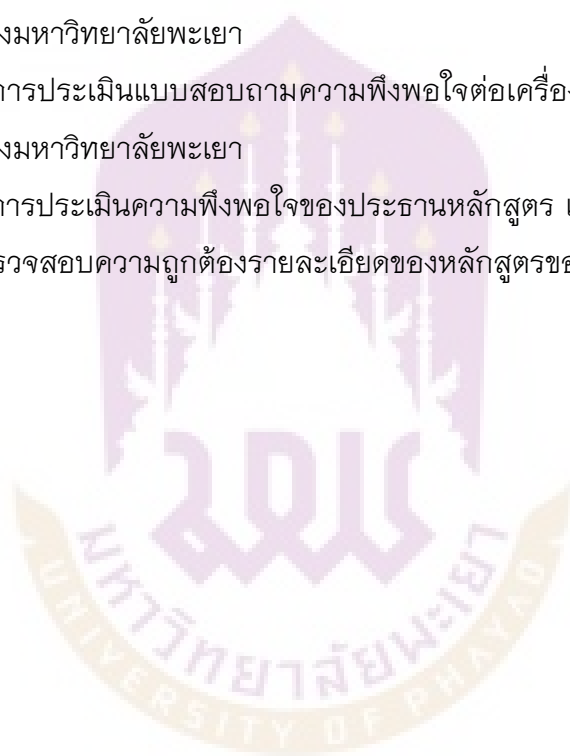 งมหาวิทยาลัยพะเยา
การประเมินแบบสอบถามความพึงพอใจต่อเครื่อง
งมหาวิทยาลัยพะเยา
การประเมินความพึงพอใจของประธานหลักสูตร
รวจสอบความถูกต้องรายละเอียดของหลักสูตรขอ
มหาวิทยาลัยพะเยา
UNIVERSITY OF PHAYAO